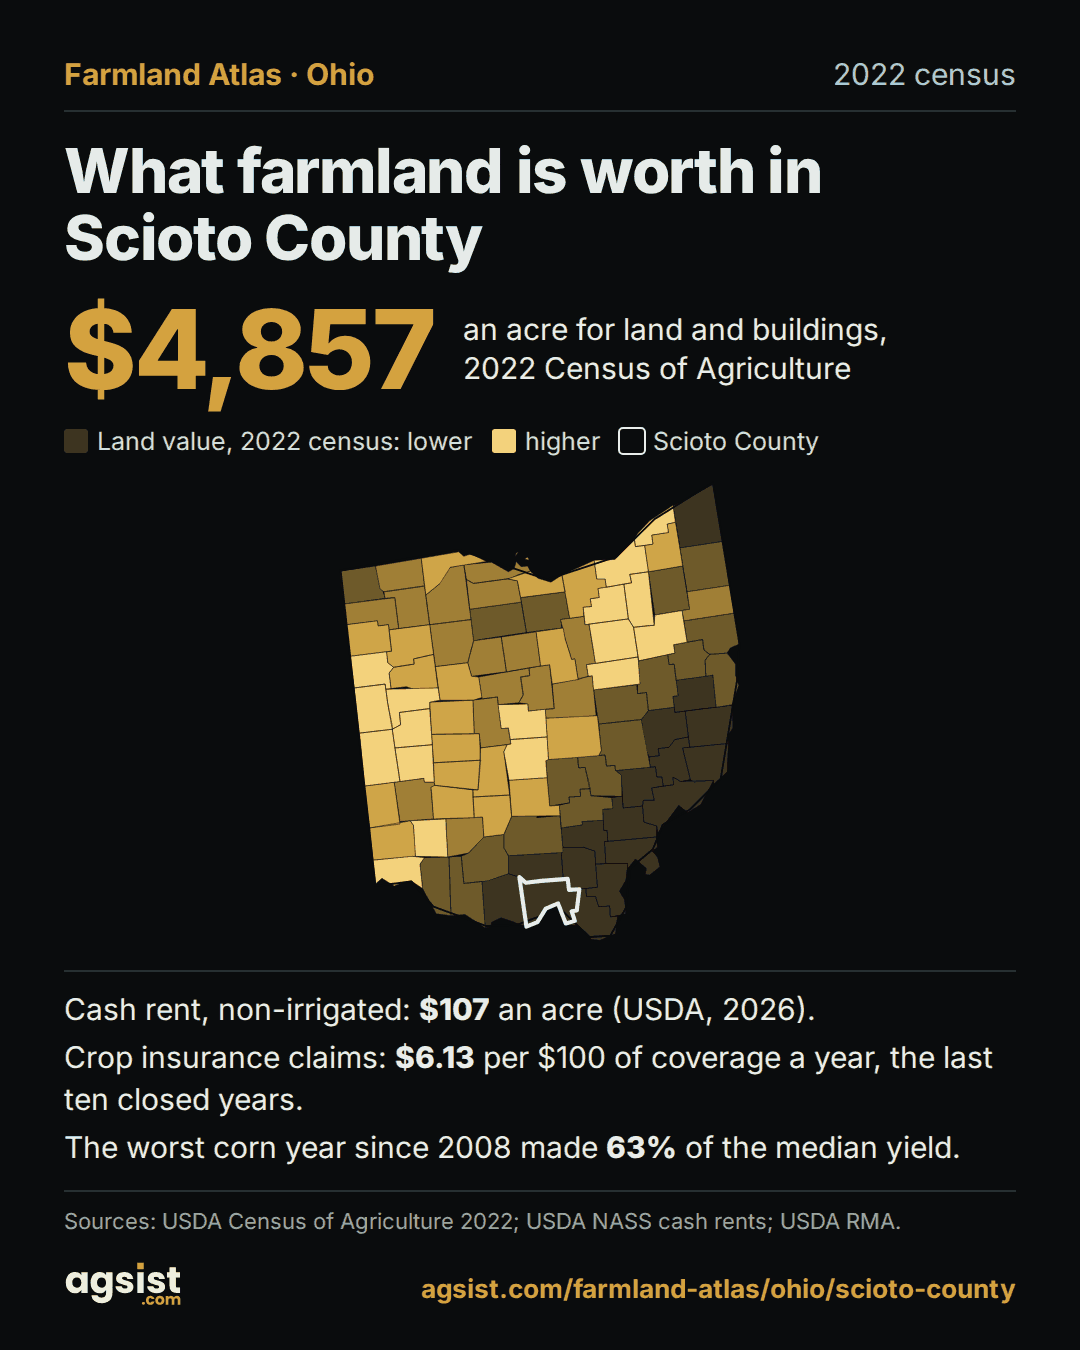 Farmland Atlas · Ohio
2022 census
What farmland is worth in
Scioto County
$4,857
an acre for land and buildings,
2022 Census of Agriculture
Land value, 2022 census: lower
higher
Scioto County
Cash rent, non-irrigated: $107 an acre (USDA, 2026).
Crop insurance claims: $6.13 per $100 of coverage a year, the last
ten closed years.
The worst corn year since 2008 made 63% of the median yield.
Sources: USDA Census of Agriculture 2022; USDA NASS cash rents; USDA RMA.
agsist
.com
agsist.com/farmland-atlas/ohio/scioto-county